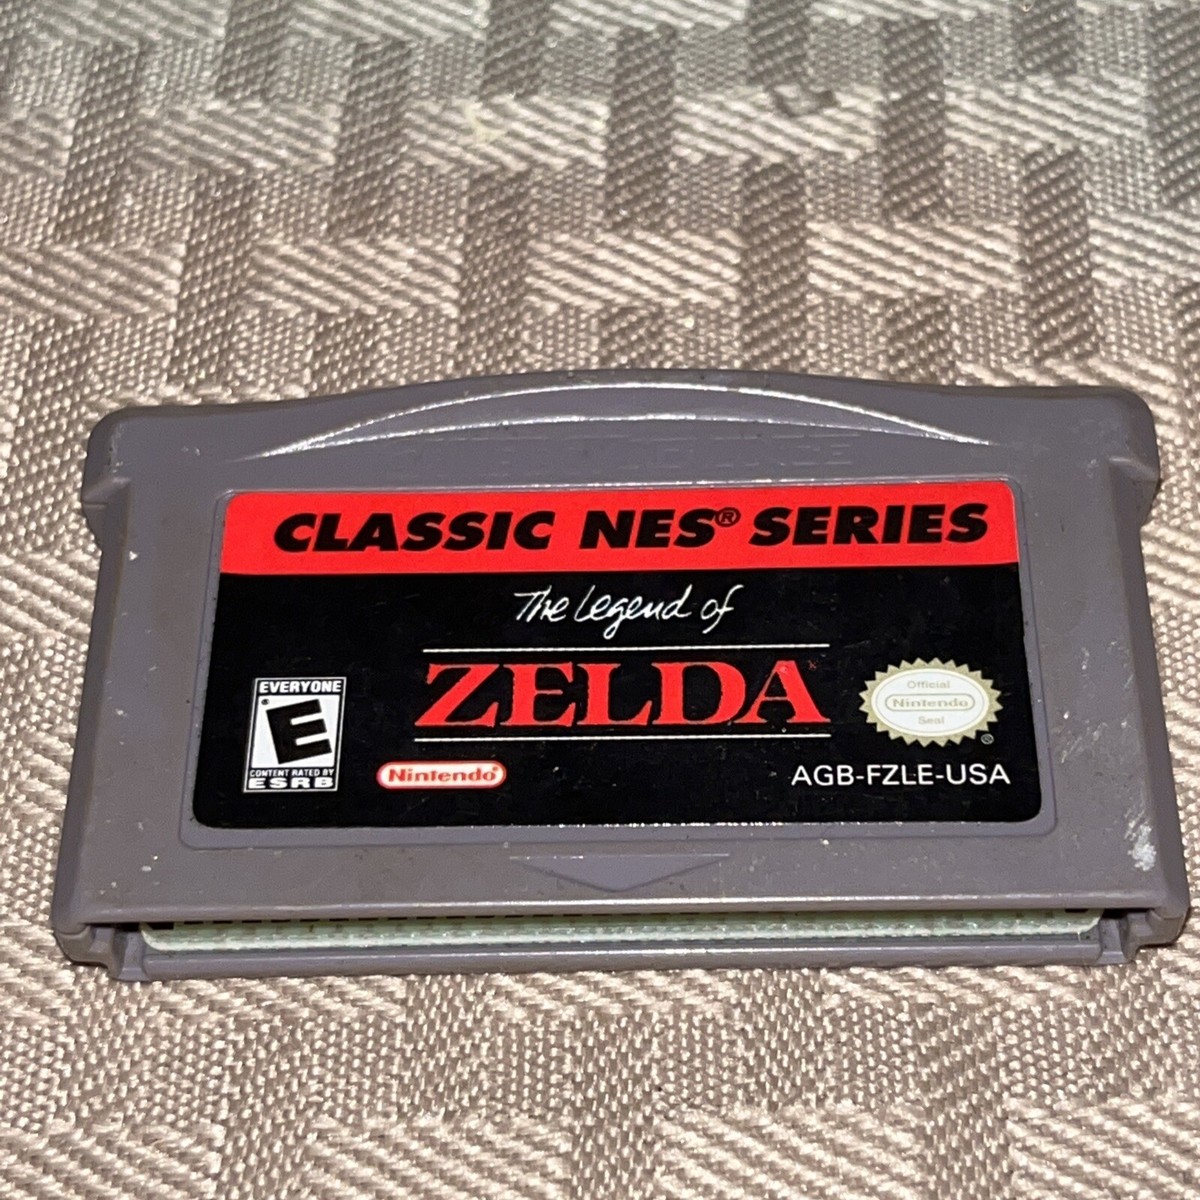 CLASSIC NES® SERIES
The Legend of
ZELDA
EVERYONE
E
CONTENT RATED BY
ESRB
Nintendo®
Official
Nintendo
Seal
®
AGB-FZLE-USA